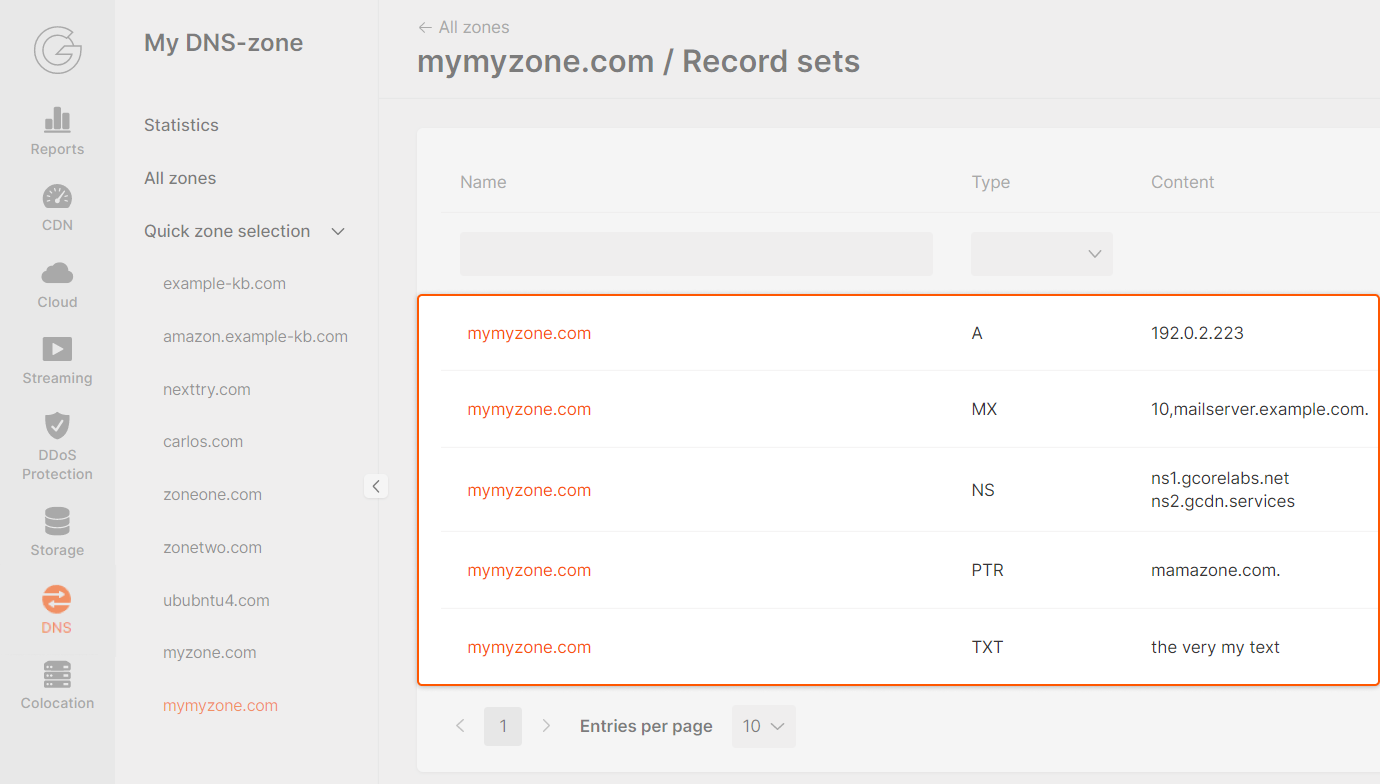 Reports
CDN
Cloud
Streaming
DDoS
Protection
Storage
DNS
Colocation
My DNS-zone
Statistics
All zones
Quick zone selection
example-kb.com
amazon.example-kb.com
nexttry.com
carlos.com
zoneone.com
zonetwo.com
ububntu4.com
myzone.com
mymyzone.com
← All zones
mymyzone.com / Record sets
Name Type Content
mymyzone.com A 192.0.2.223
mymyzone.com MX 10,mailserver.example.com.
mymyzone.com NS ns1.gcorelabs.net
ns2.gcdn.services
mymyzone.com PTR mamazone.com.
mymyzone.com TXT the very my text
1 Entries per page 10